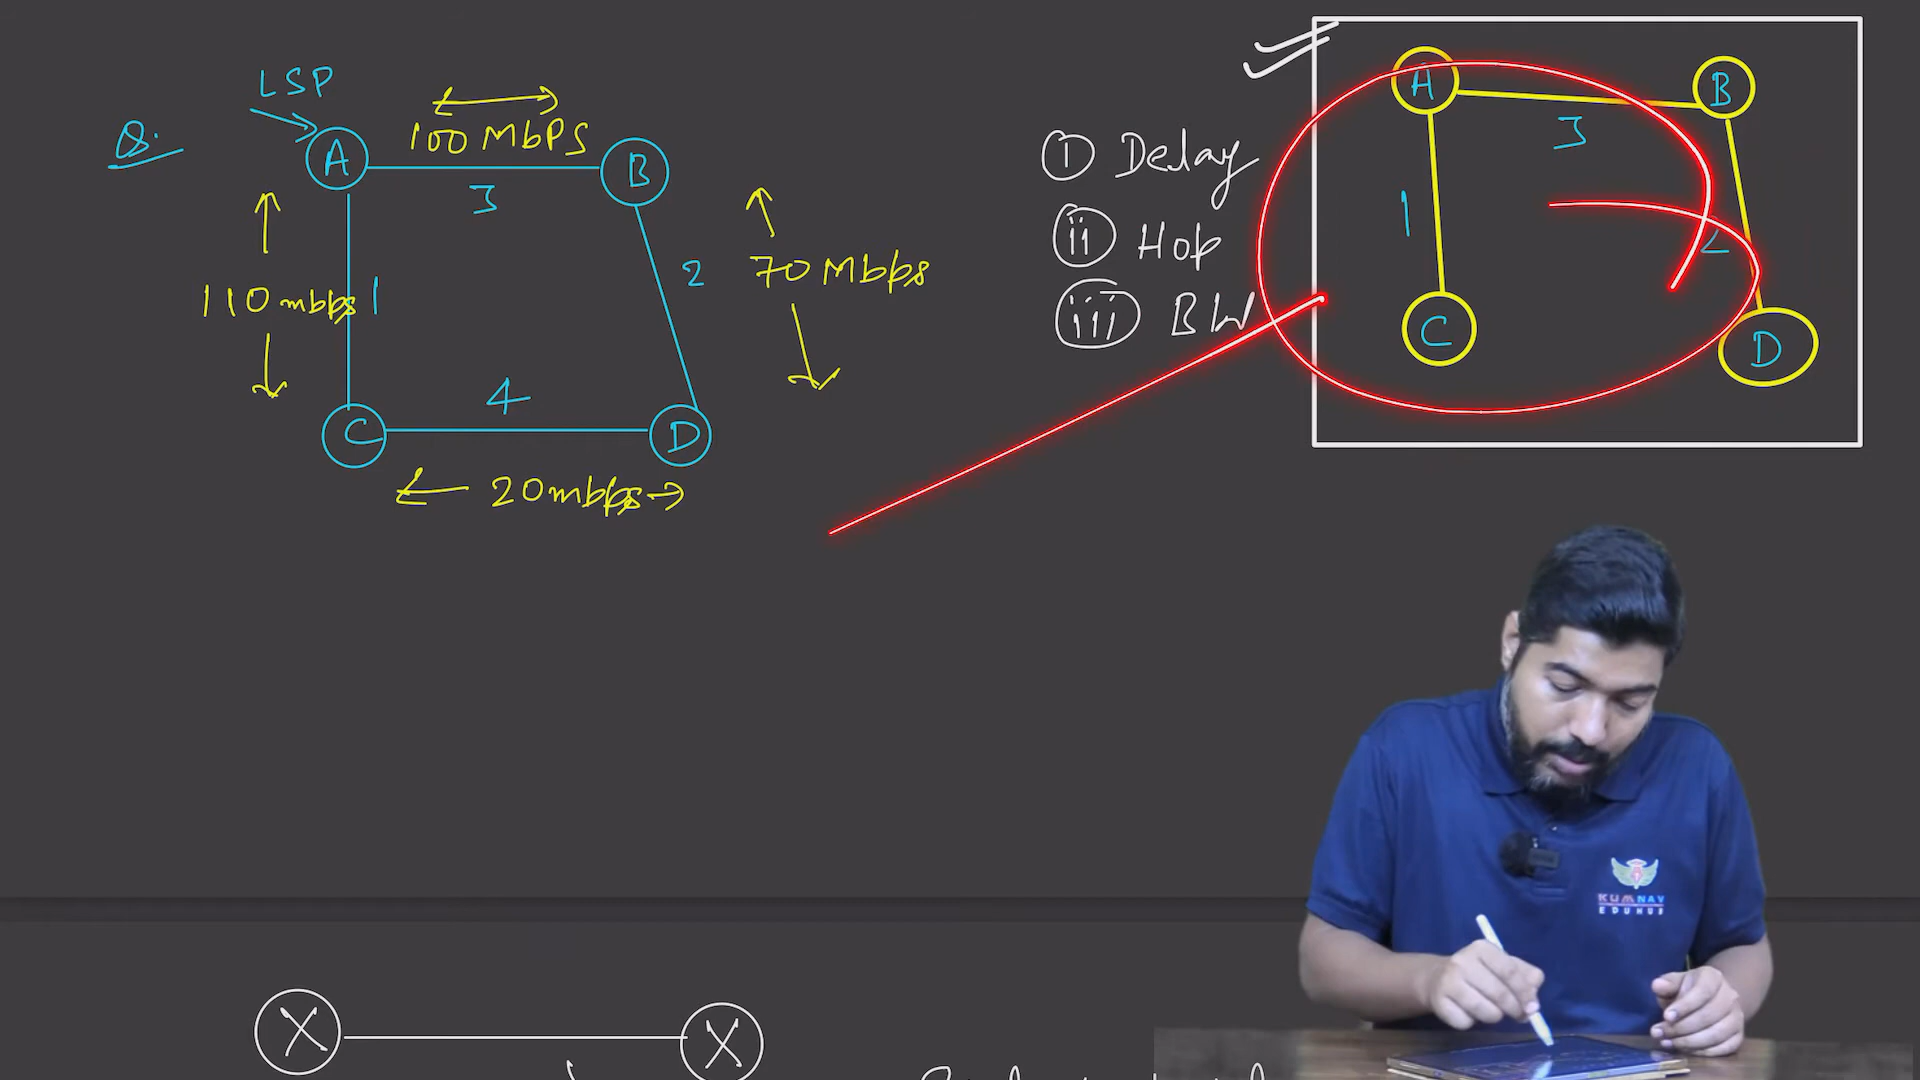 LSP
Q.
A
100 MbPS
B
3
110 mbps
1
2
70 Mbps
4
C
D
20 mbps
i Delay
ii Hop
iii BW
A
B
3
1
2
C
D
KUMNAV
EDUHUB
X
X